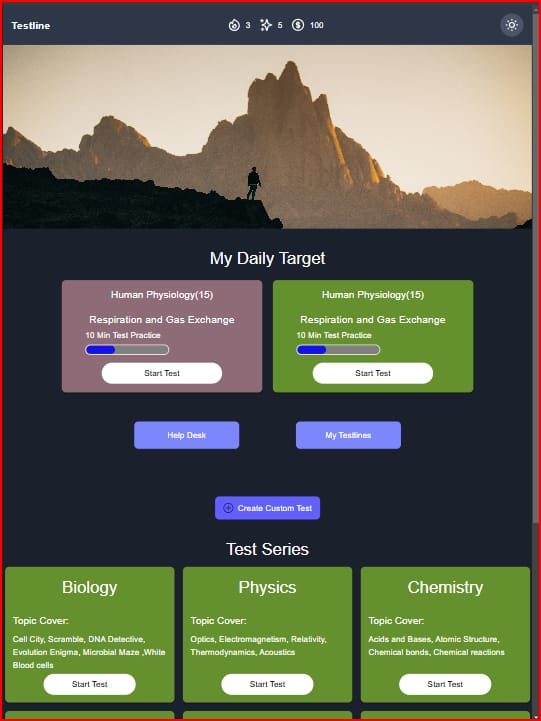 Testline
3
5
100
My Daily Target
Human Physiology(15)
Respiration and Gas Exchange
10 Min Test Practice
Start Test
Human Physiology(15)
Respiration and Gas Exchange
10 Min Test Practice
Start Test
Help Desk
My Testlines
Create Custom Test
Test Series
Biology
Topic Cover:
Cell City, Scramble, DNA Detective,
Evolution Enigma, Microbial Maze ,White
Blood cells
Start Test
Physics
Topic Cover:
Optics, Electromagnetism, Relativity,
Thermodynamics, Acoustics
Start Test
Chemistry
Topic Cover:
Acids and Bases, Atomic Structure,
Chemical bonds, Chemical reactions
Start Test